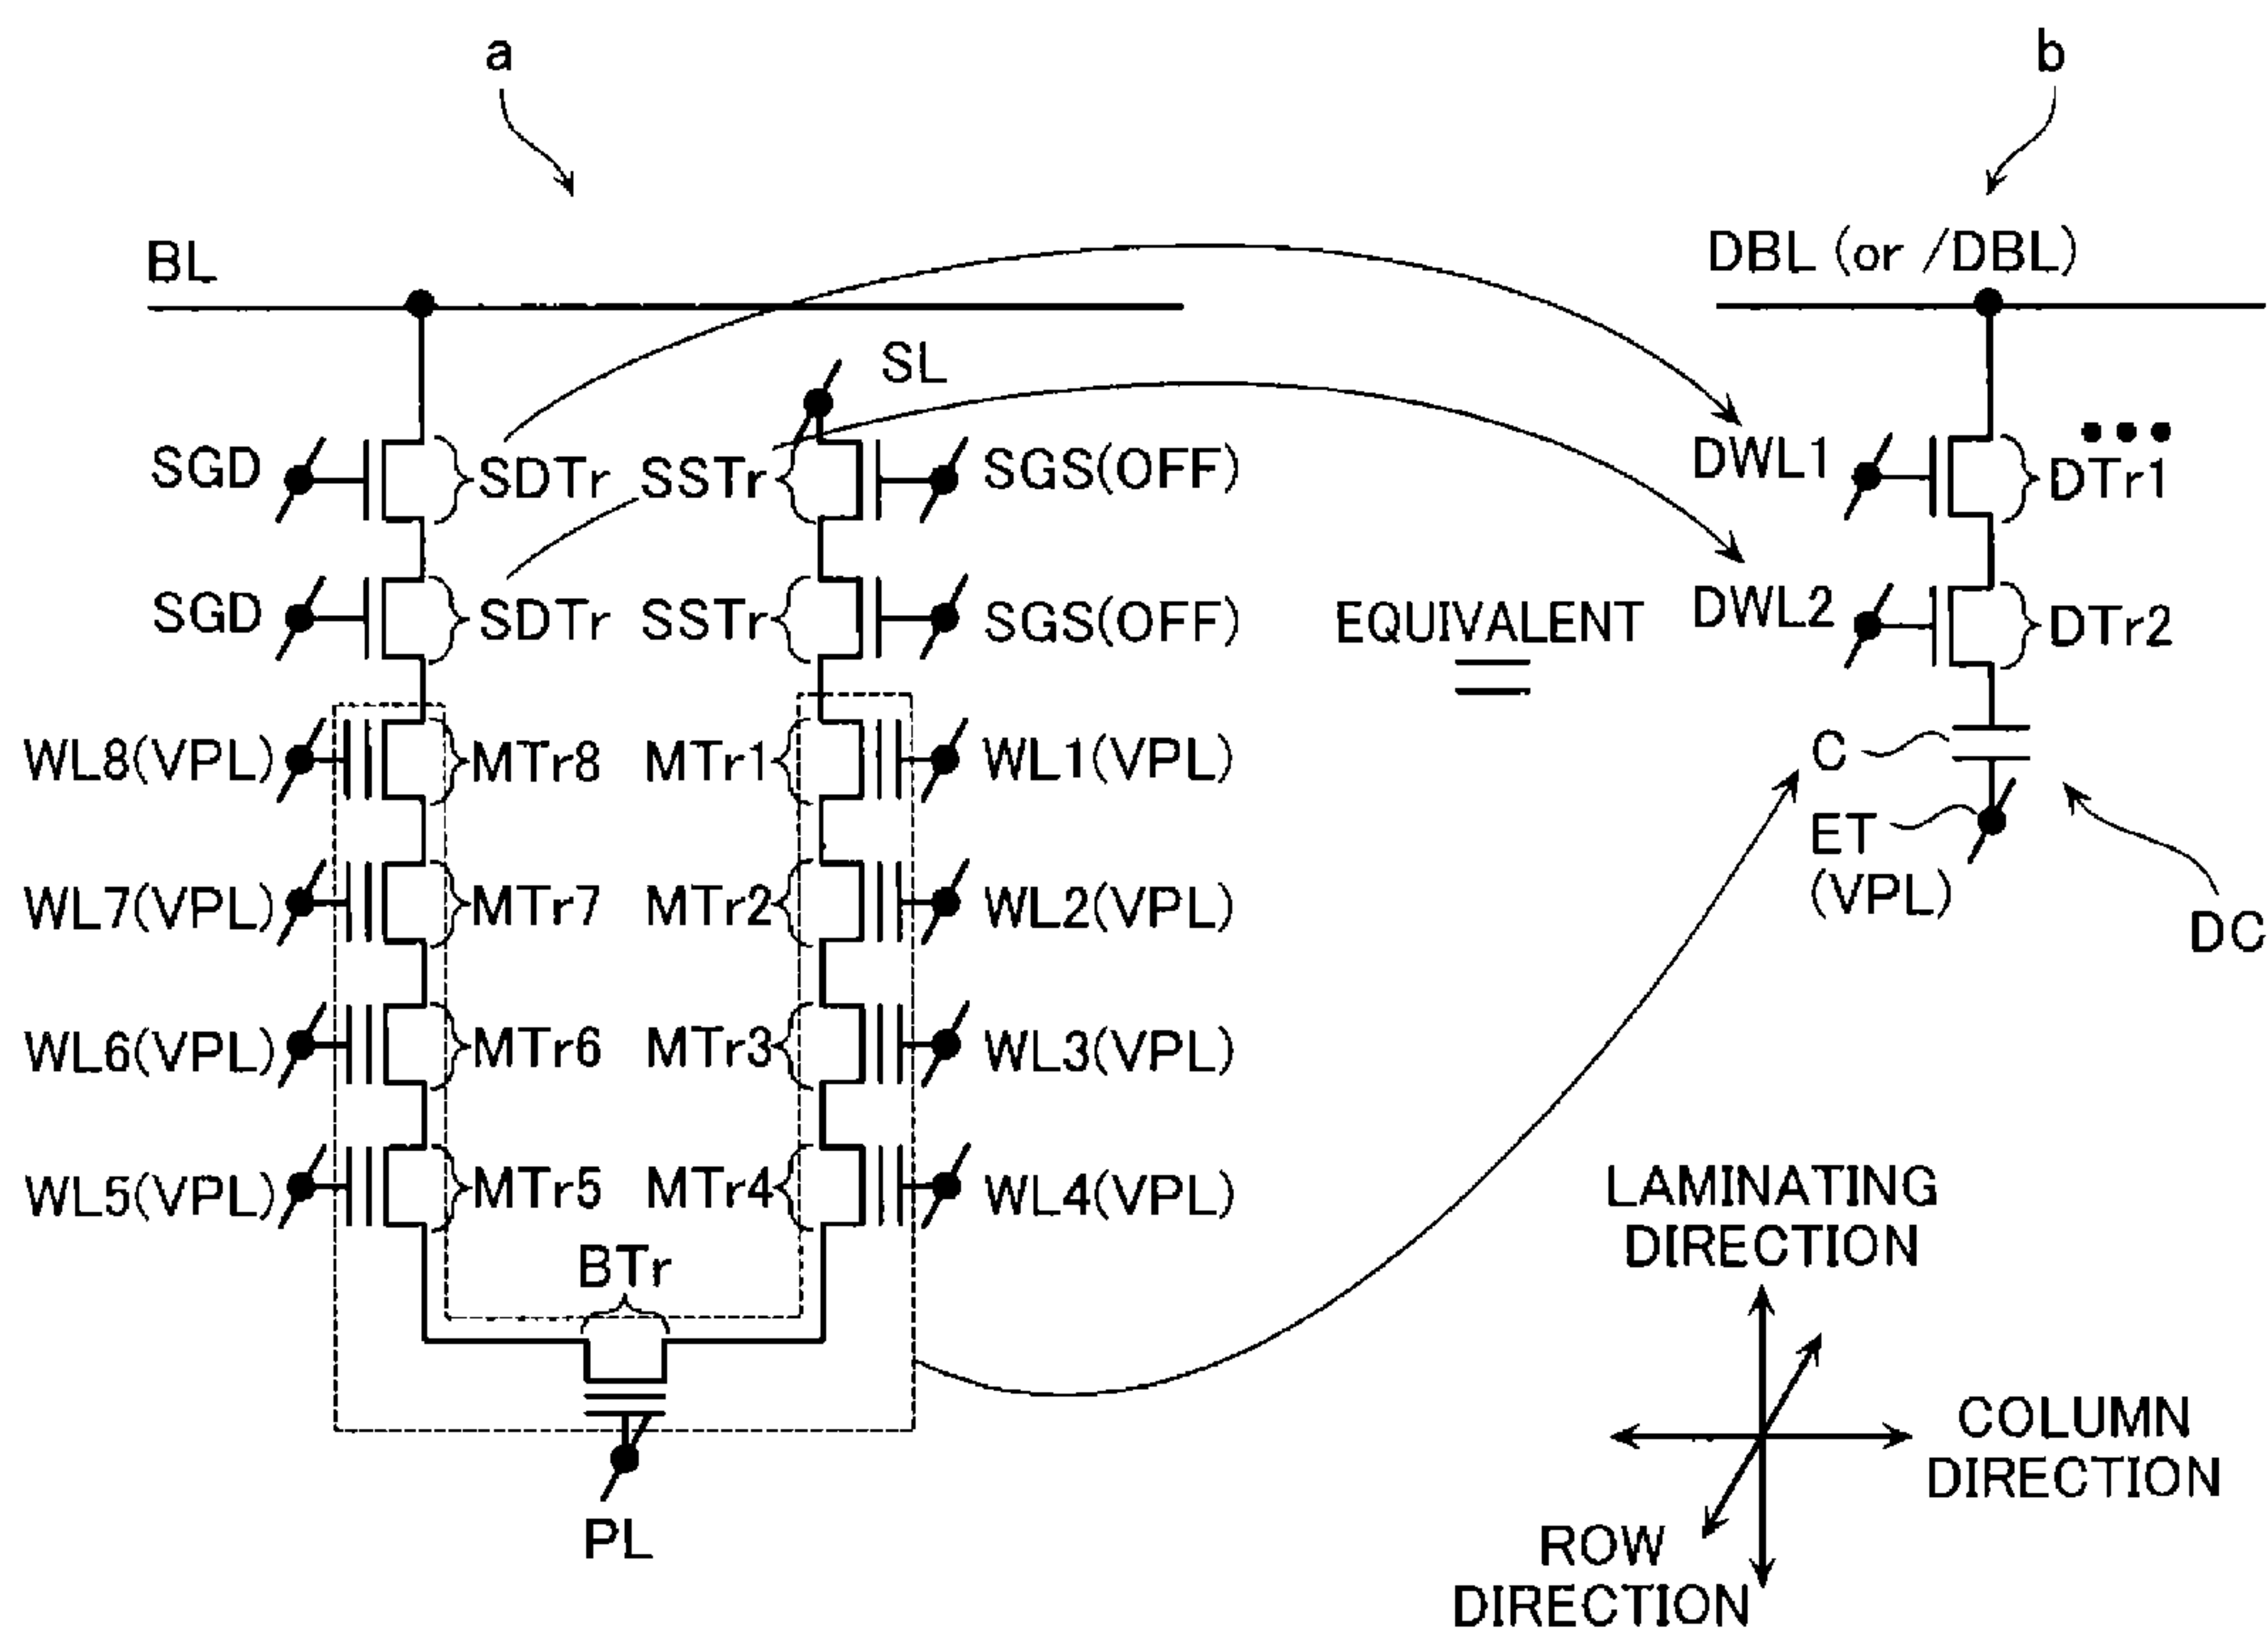 a
b
BL
DBL (or /DBL)
SL
SGD
SDTr
SSTr
SGS(OFF)
DWL1
DTr1
SGD
SDTr
SSTr
SGS(OFF)
EQUIVALENT
DWL2
DTr2
WL8(VPL)
MTr8
MTr1
WL1(VPL)
C
ET
(VPL)
DC
WL7(VPL)
MTr7
MTr2
WL2(VPL)
WL6(VPL)
MTr6
MTr3
WL3(VPL)
WL5(VPL)
MTr5
MTr4
WL4(VPL)
BTr
PL
LAMINATING
DIRECTION
COLUMN
DIRECTION
ROW
DIRECTION